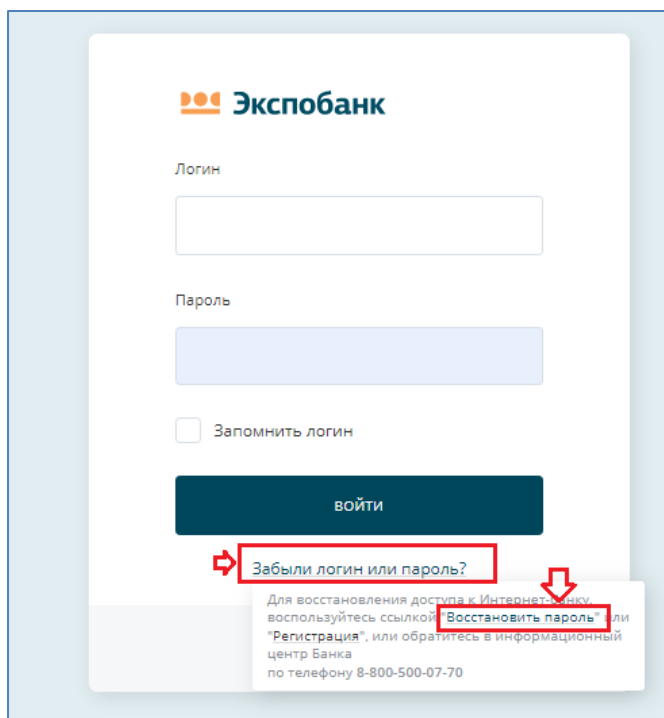 Экспобанк
Логин
Пароль
Запомнить логин
войти
Забыли логин или пароль?
Для восстановления доступа к Интернет-банку,
воспользуйтесь ссылкой "Восстановить пароль" или
"Регистрация", или обратитесь в информационный
центр Банка
по телефону 8-800-500-07-70